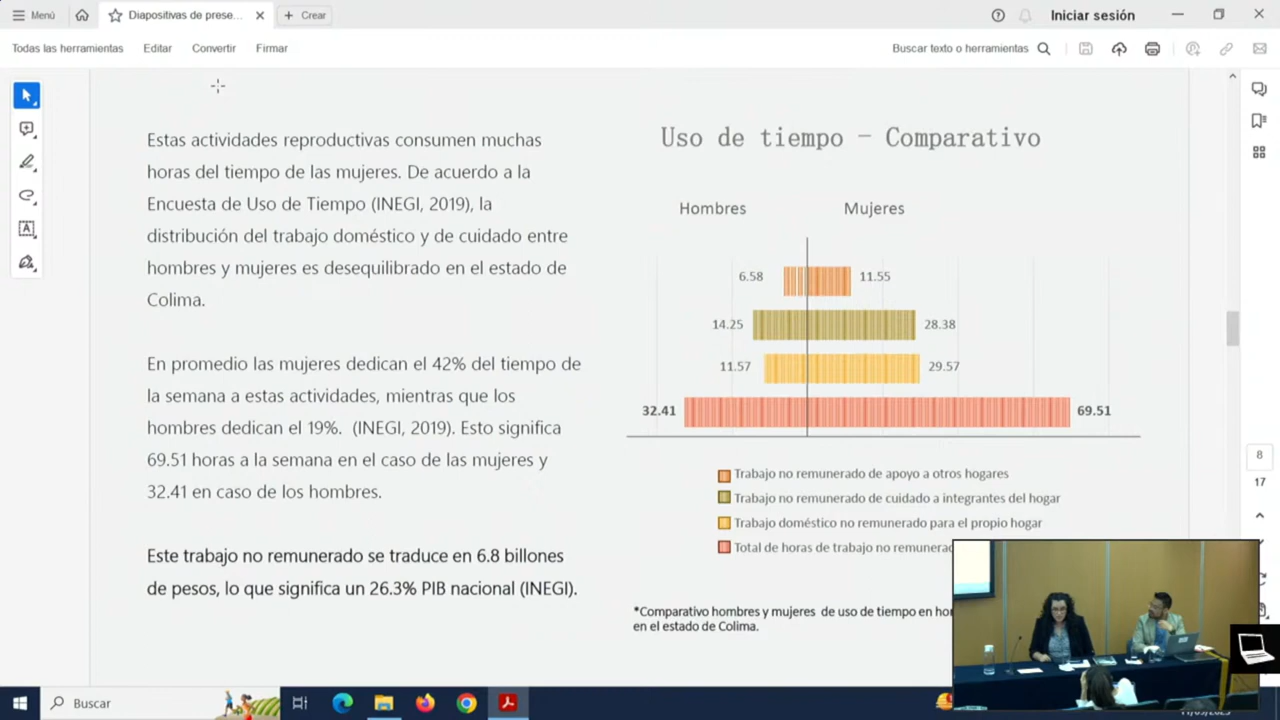 Menú
Diapositivas de prese...
Crear
Iniciar sesión
Todas las herramientas
Editar
Convertir
Firmar
Buscar texto o herramientas
Estas actividades reproductivas consumen muchas
horas del tiempo de las mujeres. De acuerdo a la
Encuesta de Uso de Tiempo (INEGI, 2019), la
distribución del trabajo doméstico y de cuidado entre
hombres y mujeres es desequilibrado en el estado de
Colima.
En promedio las mujeres dedican el 42% del tiempo de
la semana a estas actividades, mientras que los
hombres dedican el 19%. (INEGI, 2019). Esto significa
69.51 horas a la semana en el caso de las mujeres y
32.41 en caso de los hombres.
Este trabajo no remunerado se traduce en 6.8 billones
de pesos, lo que significa un 26.3% PIB nacional (INEGI).
Uso de tiempo – Comparativo
Hombres
Mujeres
6.58
11.55
14.25
28.38
11.57
29.57
32.41
69.51
Trabajo no remunerado de apoyo a otros hogares
Trabajo no remunerado de cuidado a integrantes del hogar
Trabajo doméstico no remunerado para el propio hogar
Total de horas de trabajo no remunerad
*Comparativo hombres y mujeres de uso de tiempo en hor
en el estado de Colima.
8
17
Buscar